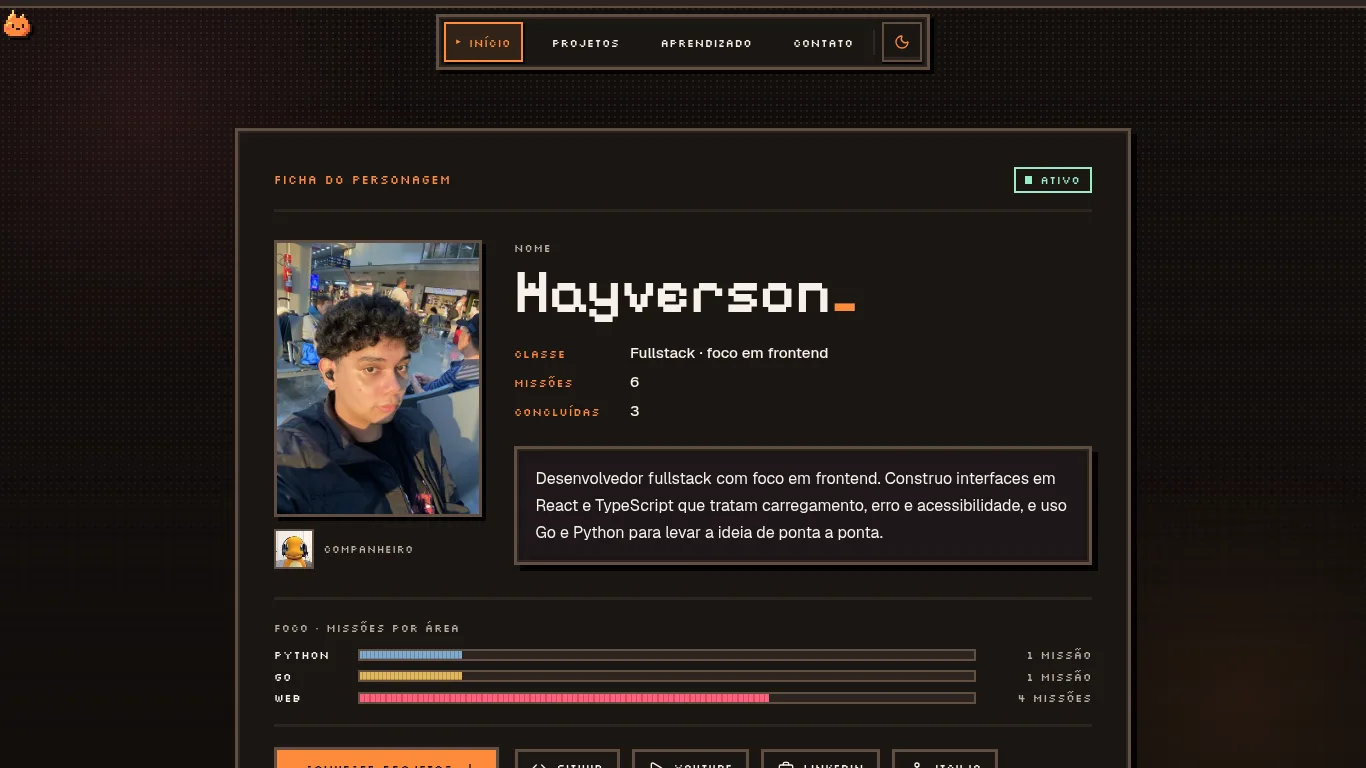 INÍCIO PROJETOS APRENDIZADO CONTATO
FICHA DO PERSONAGEM
ATIVO
NOME
Hayverson_
CLASSE Fullstack · foco em frontend
MISSÕES 6
CONCLUÍDAS 3
Desenvolvedor fullstack com foco em frontend. Construo interfaces em
React e TypeScript que tratam carregamento, erro e acessibilidade, e uso
Go e Python para levar a ideia de ponta a ponta.
COMPANHEIRO
FOCO · MISSÕES POR ÁREA
PYTHON 1 MISSÃO
GO 1 MISSÃO
WEB 4 MISSÕES
GITHUB YOUTUBE LINKEDIN